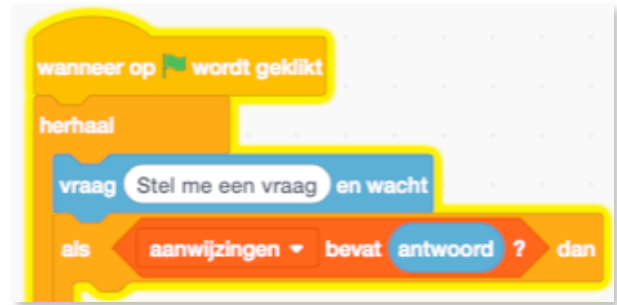 wanneer op wordt geklikt
herhaal
vraag Stel me een vraag en wacht
als aanwijzingen bevat antwoord ? dan